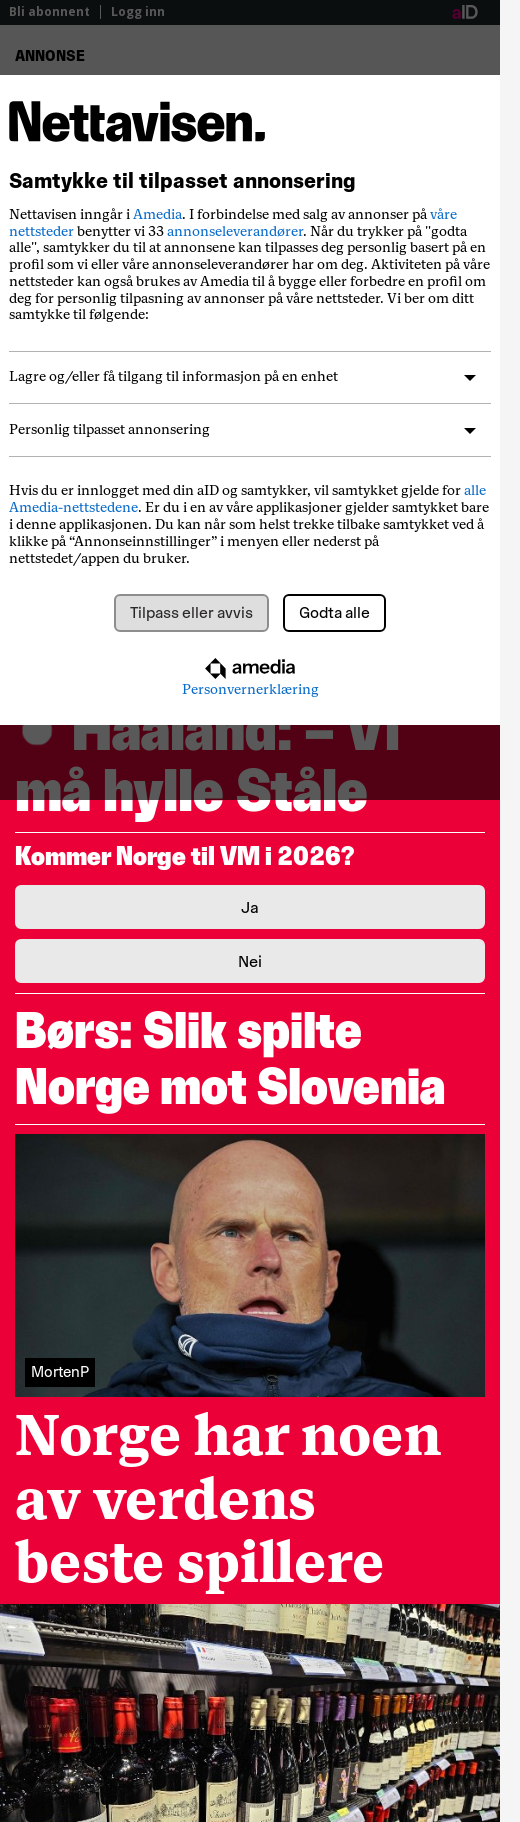 Bli abonnent | Logg inn
aID
ANNONSE
Nettavisen.
Samtykke til tilpasset annonsering
Nettavisen inngår i Amedia. I forbindelse med salg av annonser på våre
nettsteder benytter vi 33 annonseleverandører. Når du trykker på "godta
alle", samtykker du til at annonsene kan tilpasses deg personlig basert på en
profil som vi eller våre annonseleverandører har om deg. Aktiviteten på våre
nettsteder kan også brukes av Amedia til å bygge eller forbedre en profil om
deg for personlig tilpasning av annonser på våre nettsteder. Vi ber om ditt
samtykke til følgende:
Lagre og/eller få tilgang til informasjon på en enhet
Personlig tilpasset annonsering
Hvis du er innlogget med din aID og samtykker, vil samtykket gjelde for alle
Amedia-nettstedene. Er du i en av våre applikasjoner gjelder samtykket bare
i denne applikasjonen. Du kan når som helst trekke tilbake samtykket ved å
klikke på “Annonseinnstillinger” i menyen eller nederst på
nettstedet/appen du bruker.
Tilpass eller avvis
Godta alle
amedia
Personvernerklæring
Haaland: – Vi
må hylle Ståle
Kommer Norge til VM i 2026?
Ja
Nei
Børs: Slik spilte
Norge mot Slovenia
MortenP
Norge har noen
av verdens
beste spillere